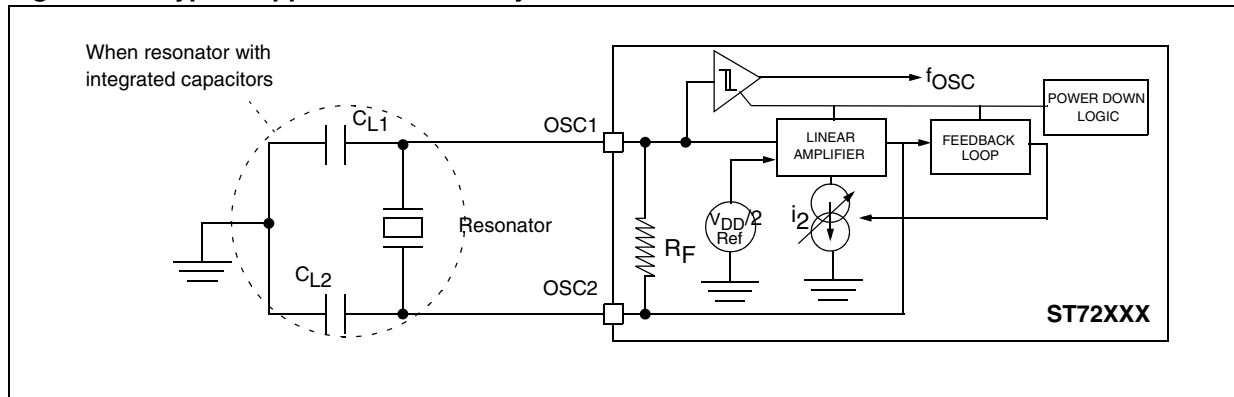 When resonator with
integrated capacitors
fOSC
POWER DOWN
LOGIC
CL1
OSC1
LINEAR
AMPLIFIER
FEEDBACK
LOOP
Resonator
RF
VDD/2
Ref
i2
CL2
OSC2
ST72XXX